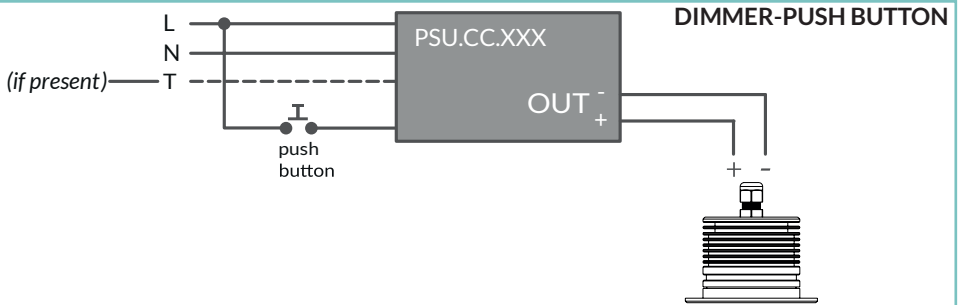 DIMMER-PUSH BUTTON
L
N
(if present) T
PSU.CC.XXX
OUT -
+
push
button
+ -